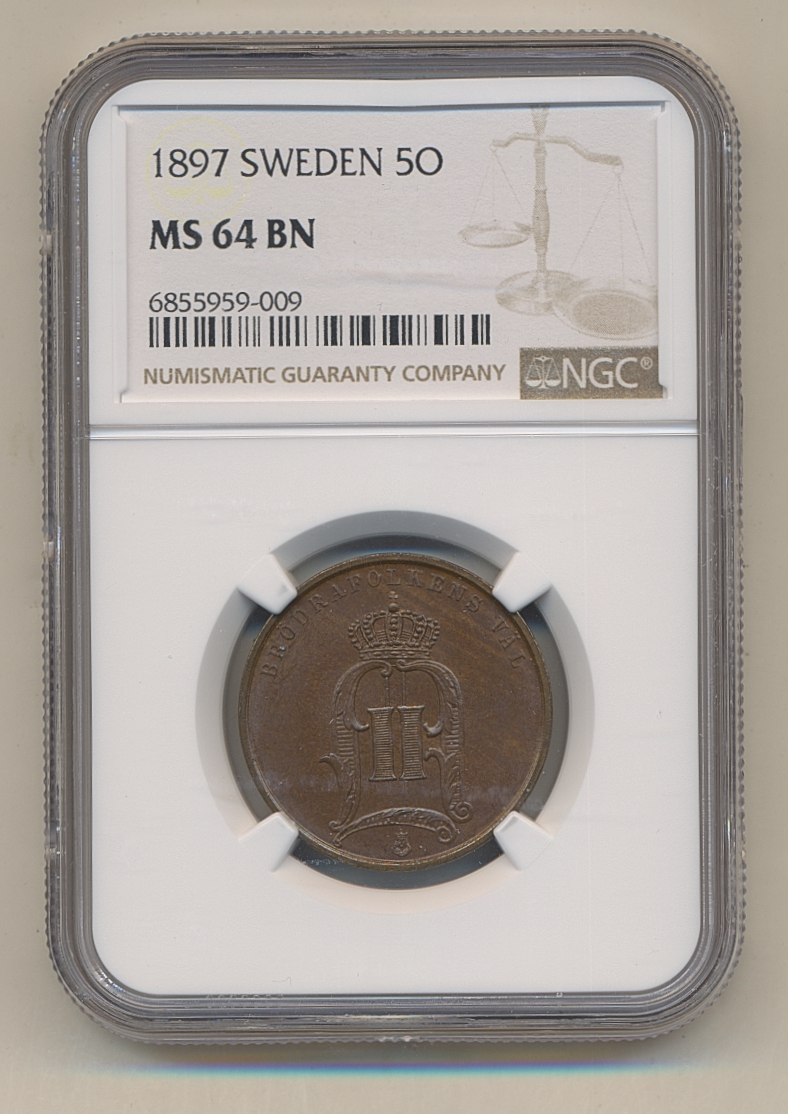 1897 SWEDEN 5O
MS 64 BN
6855959-009
NUMISMATIC GUARANTY COMPANY
NGC®
BRÖDRAFOLKENS VÄL
II